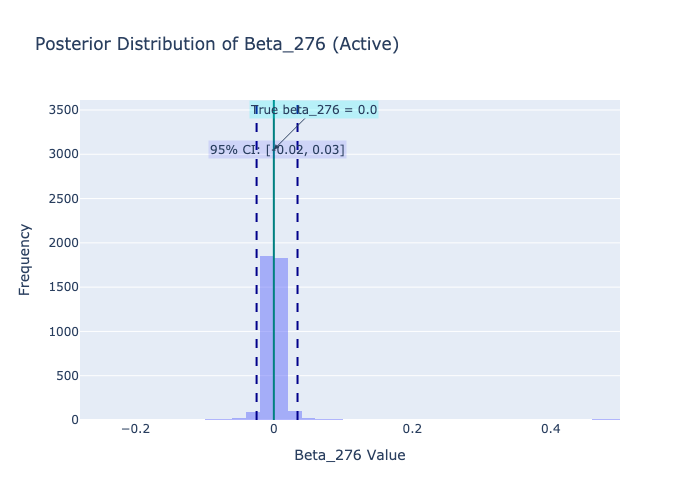 Posterior Distribution of Beta_276 (Active)
True beta_276 = 0.0
95% CI: [-0.02, 0.03]
3500
3000
2500
2000
1500
1000
500
0
Frequency
−0.2
0
0.2
0.4
Beta_276 Value